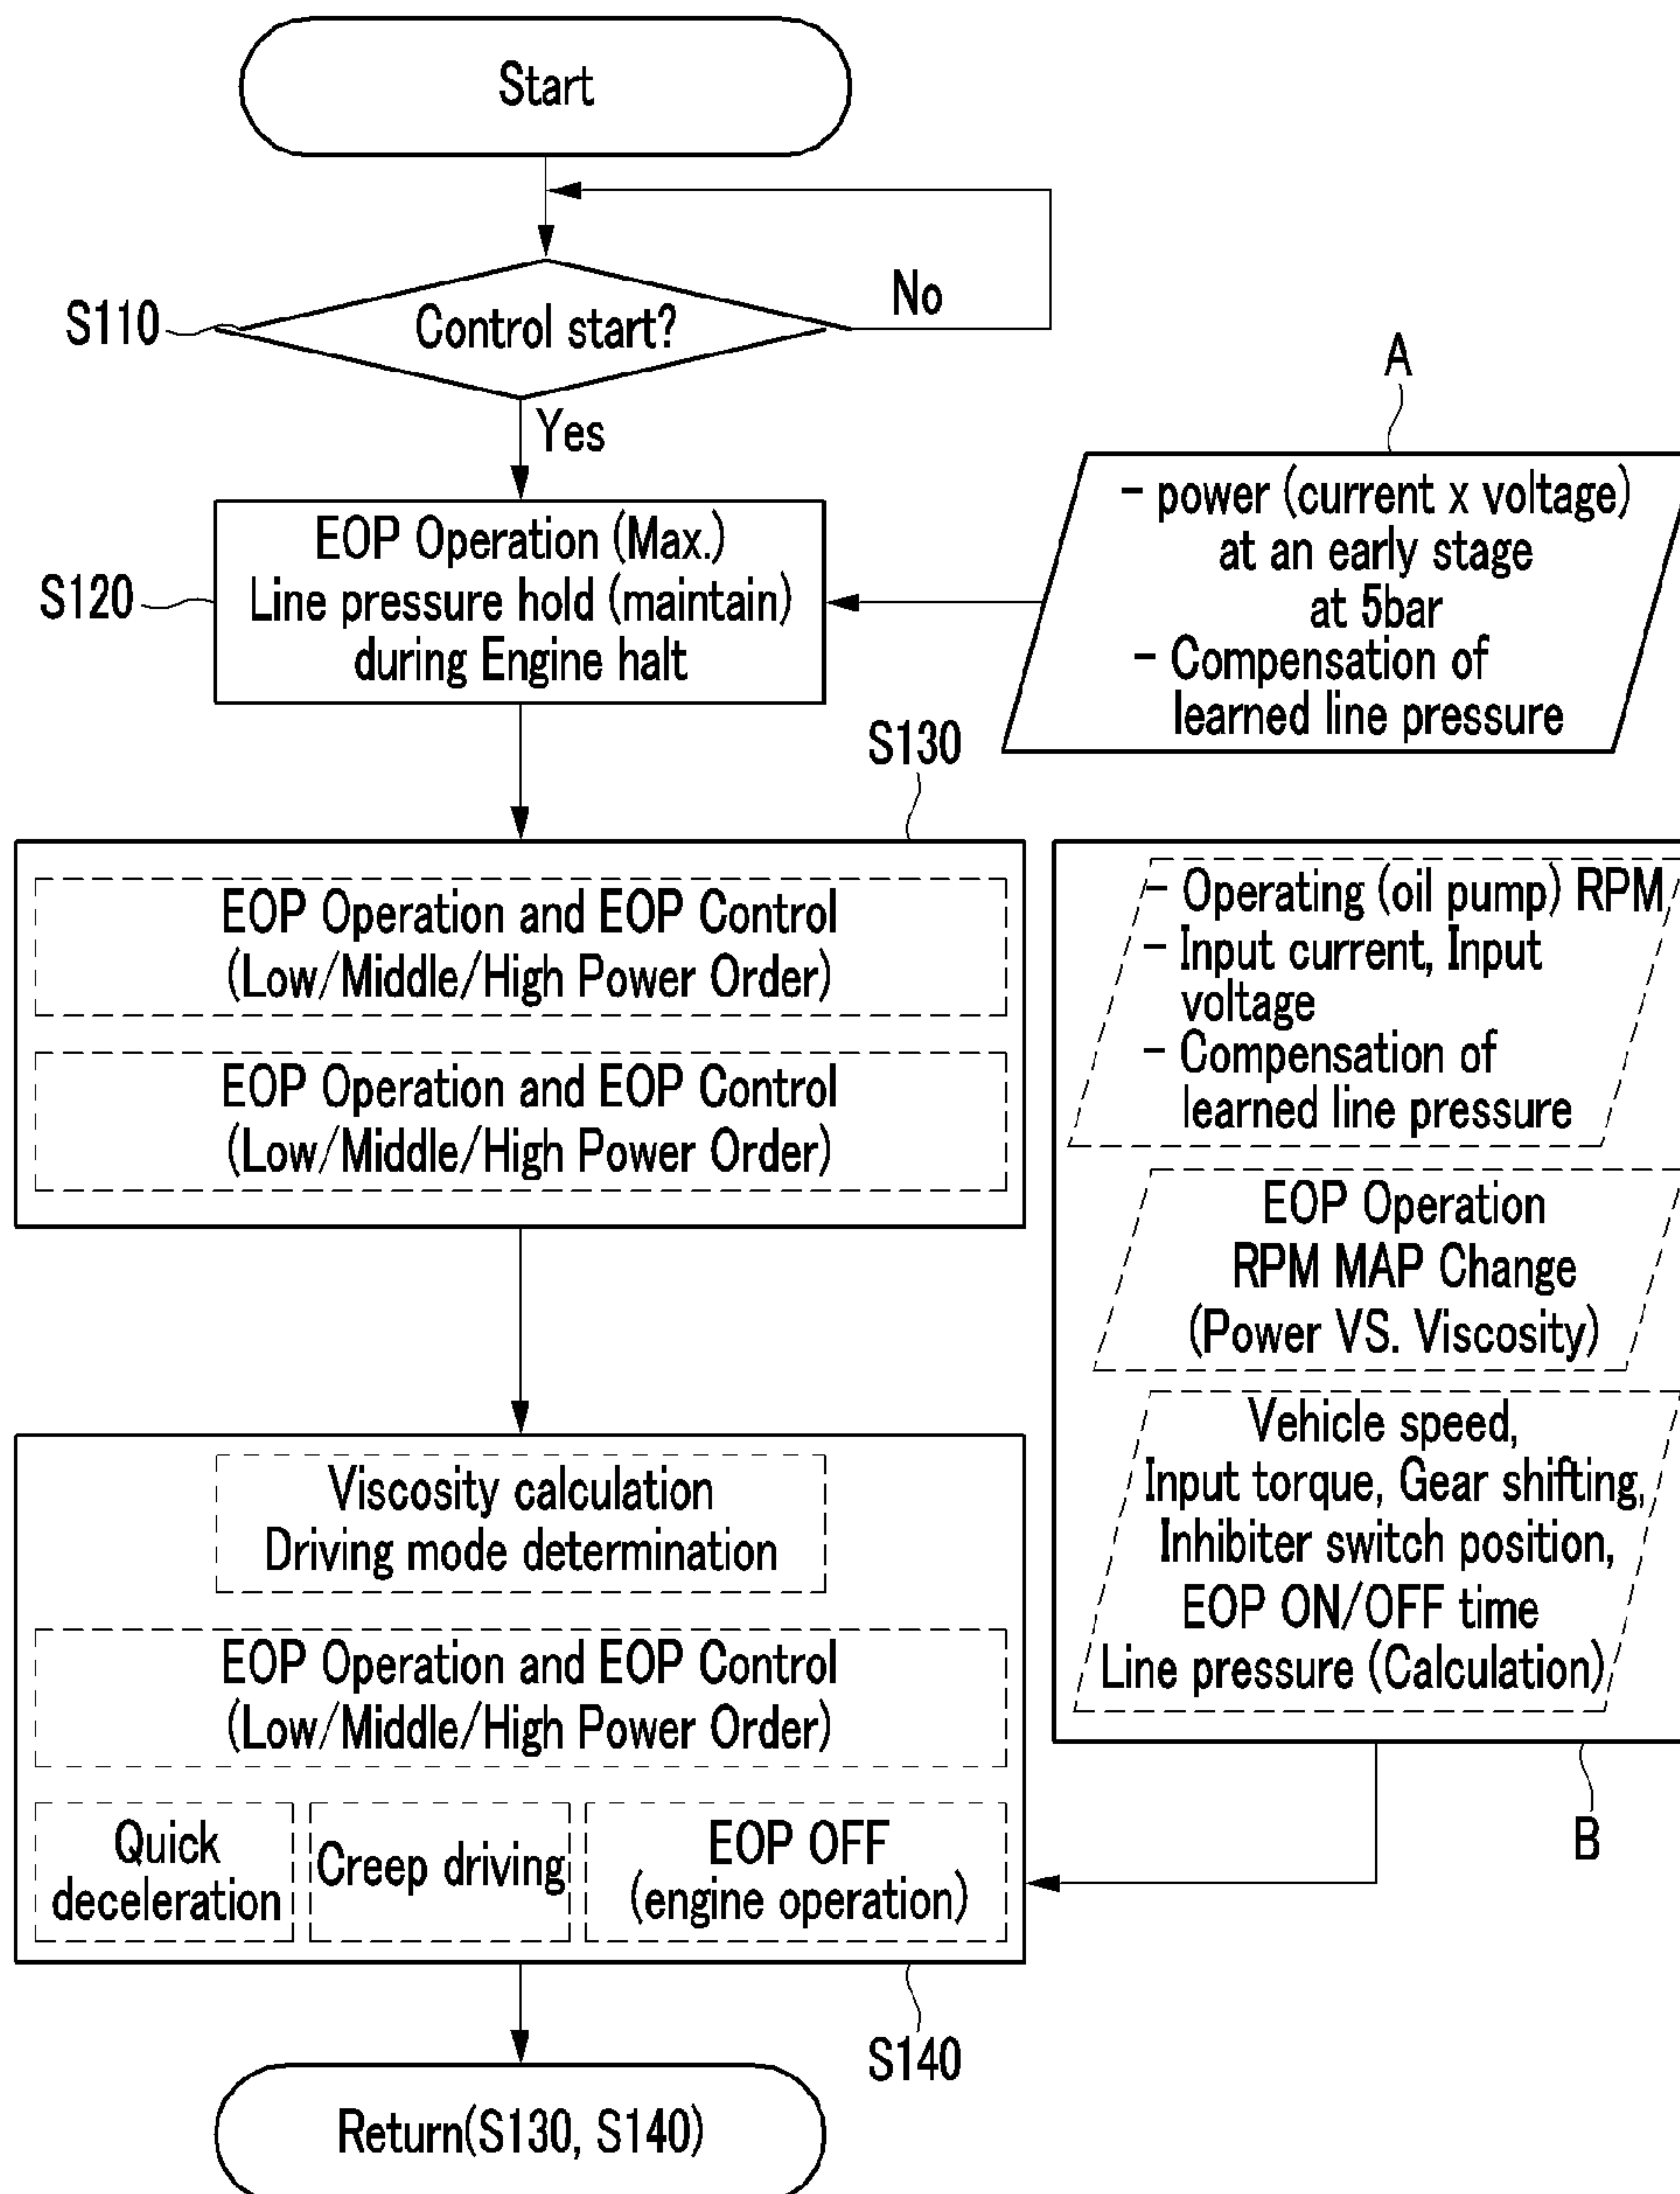 Start
S110
Control start?
No
Yes
A
- power (current x voltage)
at an early stage
at 5bar
- Compensation of
learned line pressure
S120
EOP Operation (Max.)
Line pressure hold (maintain)
during Engine halt
S130
EOP Operation and EOP Control
(Low/Middle/High Power Order)
EOP Operation and EOP Control
(Low/Middle/High Power Order)
- Operating (oil pump) RPM
- Input current, Input
voltage
- Compensation of
learned line pressure
EOP Operation
RPM MAP Change
(Power VS. Viscosity)
Vehicle speed,
Input torque, Gear shifting,
Inhibiter switch position,
EOP ON/OFF time
Line pressure (Calculation)
B
Viscosity calculation
Driving mode determination
EOP Operation and EOP Control
(Low/Middle/High Power Order)
Quick
deceleration
Creep driving
EOP OFF
(engine operation)
S140
Return(S130, S140)